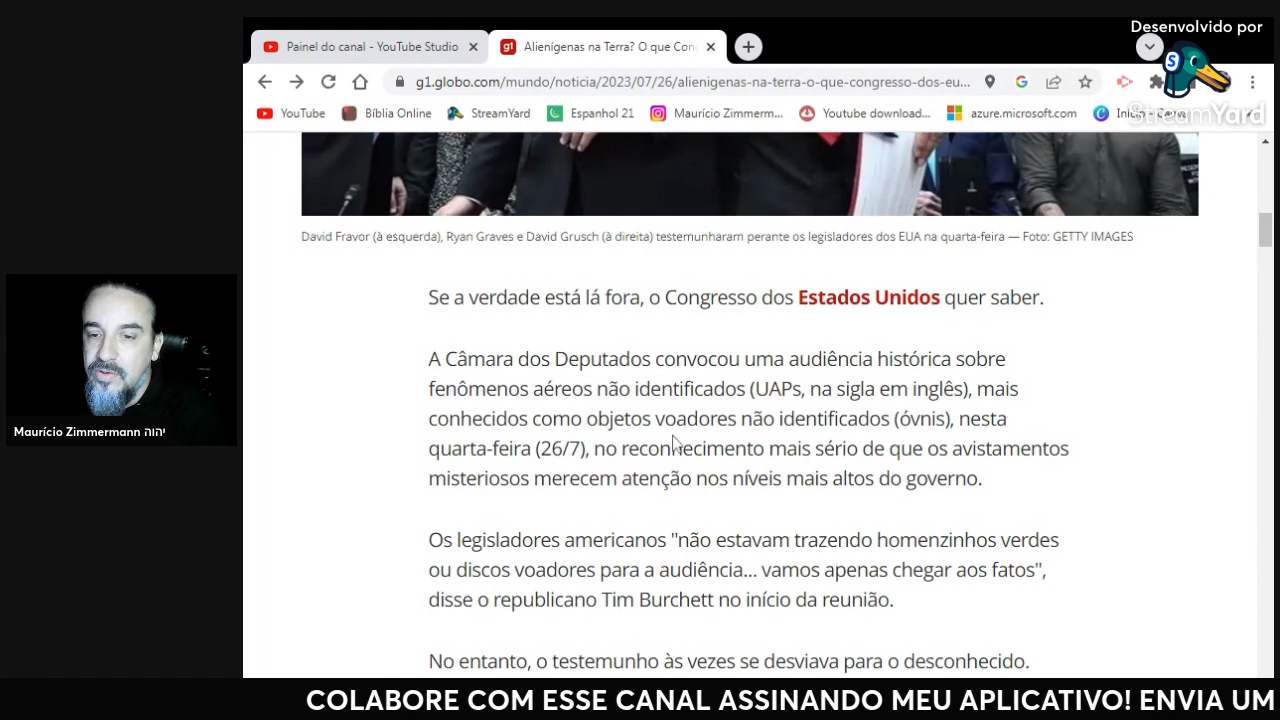 Desenvolvido por
StreamYard
Painel do canal - YouTube Studio
Alienígenas na Terra? O que Con
g1.globo.com/mundo/noticia/2023/07/26/alienigenas-na-terra-o-que-congresso-dos-eu...
YouTube
Bíblia Online
StreamYard
Espanhol 21
Maurício Zimmerm...
Youtube download...
azure.microsoft.com
David Fravor (à esquerda), Ryan Graves e David Grusch (à direita) testemunharam perante os legisladores dos EUA na quarta-feira — Foto: GETTY IMAGES
Se a verdade está lá fora, o Congresso dos Estados Unidos quer saber.
A Câmara dos Deputados convocou uma audiência histórica sobre
fenômenos aéreos não identificados (UAPs, na sigla em inglês), mais
conhecidos como objetos voadores não identificados (óvnis), nesta
quarta-feira (26/7), no reconhecimento mais sério de que os avistamentos
misteriosos merecem atenção nos níveis mais altos do governo.
Os legisladores americanos "não estavam trazendo homenzinhos verdes
ou discos voadores para a audiência... vamos apenas chegar aos fatos",
disse o republicano Tim Burchett no início da reunião.
No entanto, o testemunho às vezes se desviava para o desconhecido.
Maurício Zimmermann יהוה
COLABORE COM ESSE CANAL ASSINANDO MEU APLICATIVO! ENVIA UM